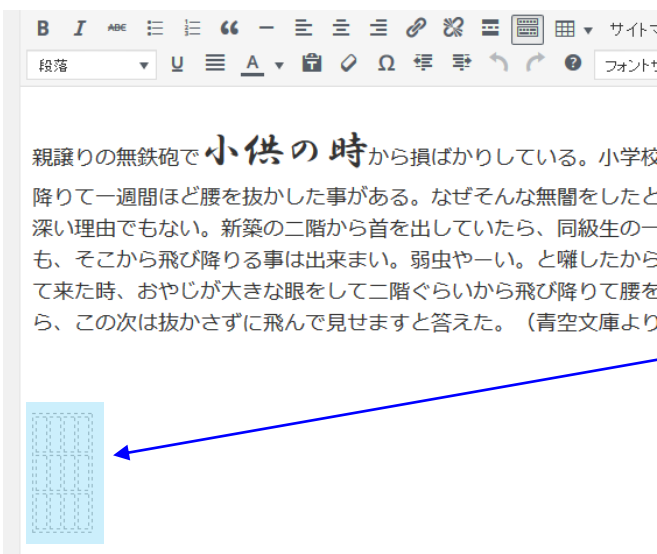 B I ABE
サイトマ
段落 U A T Ω ? フォントサ
親譲りの無鉄砲で小供の時から損ばかりしている。小学校
降りて一週間ほど腰を抜かした事がある。なぜそんな無闇をしたと
深い理由でもない。新築の二階から首を出していたら、同級生の一
も、そこから飛び降りる事は出来まい。弱虫やーい。と囃したから
て来た時、おやじが大きな眼をして二階ぐらいから飛び降りて腰を
ら、この次は抜かさずに飛んで見せますと答えた。（青空文庫より